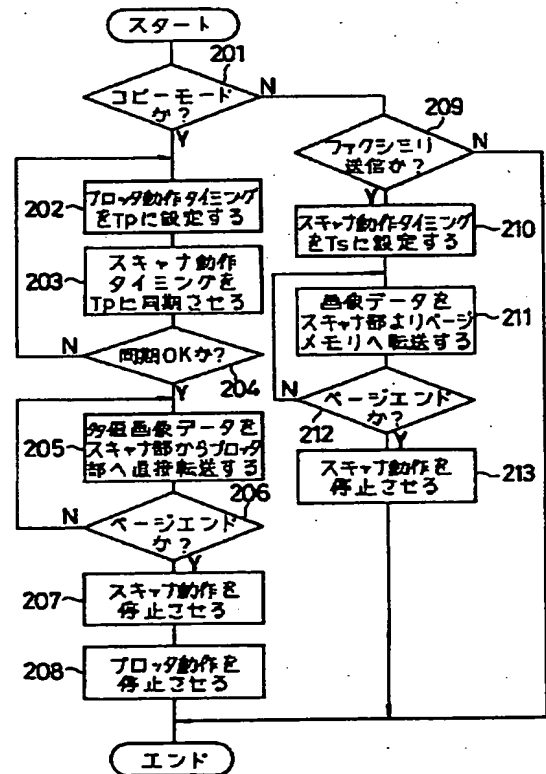 スタート
201
コピーモード
か?
N
Y
202
プロッタ動作タイミング
をTpに設定する
203
スキャナ動作
タイミングを
Tpに同期させる
N
同期OKか?
204
Y
205
多値画像データを
スキャナ部からプロッタ
部へ直接転送する
206
N
ページエンド
か?
Y
207
スキャナ動作を
停止させる
208
プロッタ動作を
停止させる
エンド
209
ファクシミリ
送信か?
N
Y
スキャナ動作タイミング
をTsに設定する
210
画像データを
スキャナ部よりページ
メモリへ転送する
211
N
ページエンド
か?
212
Y
スキャナ動作を
停止させる
213